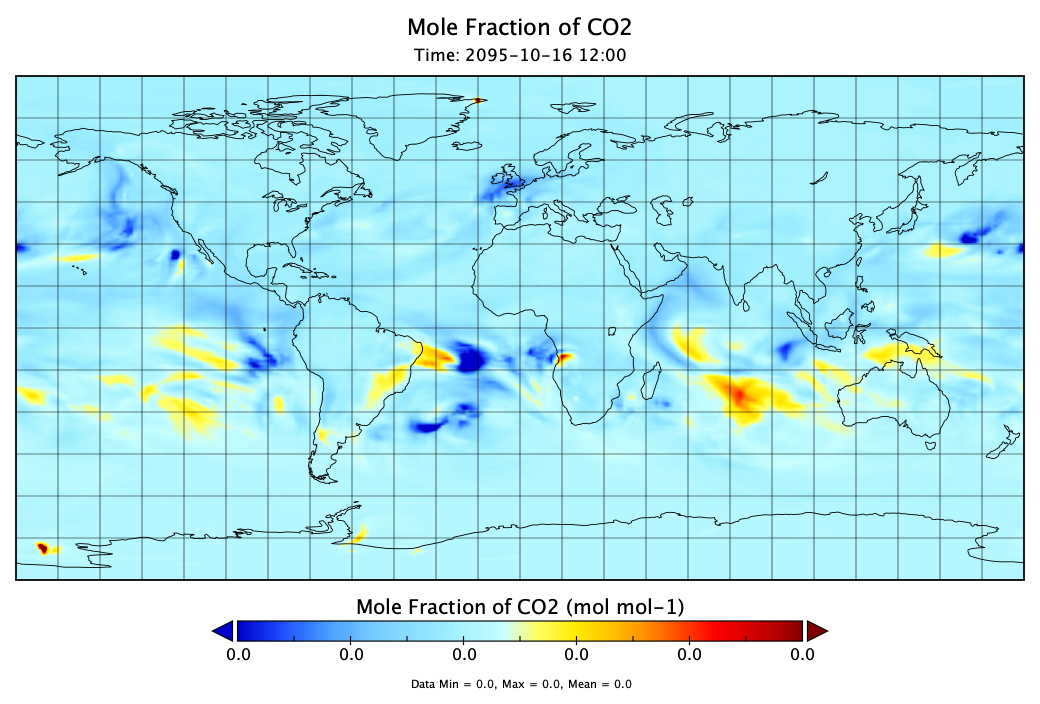 Mole Fraction of CO2
Time: 2095-10-16 12:00
Mole Fraction of CO2 (mol mol-1)
0.0 0.0 0.0 0.0 0.0 0.0
Data Min = 0.0, Max = 0.0, Mean = 0.0